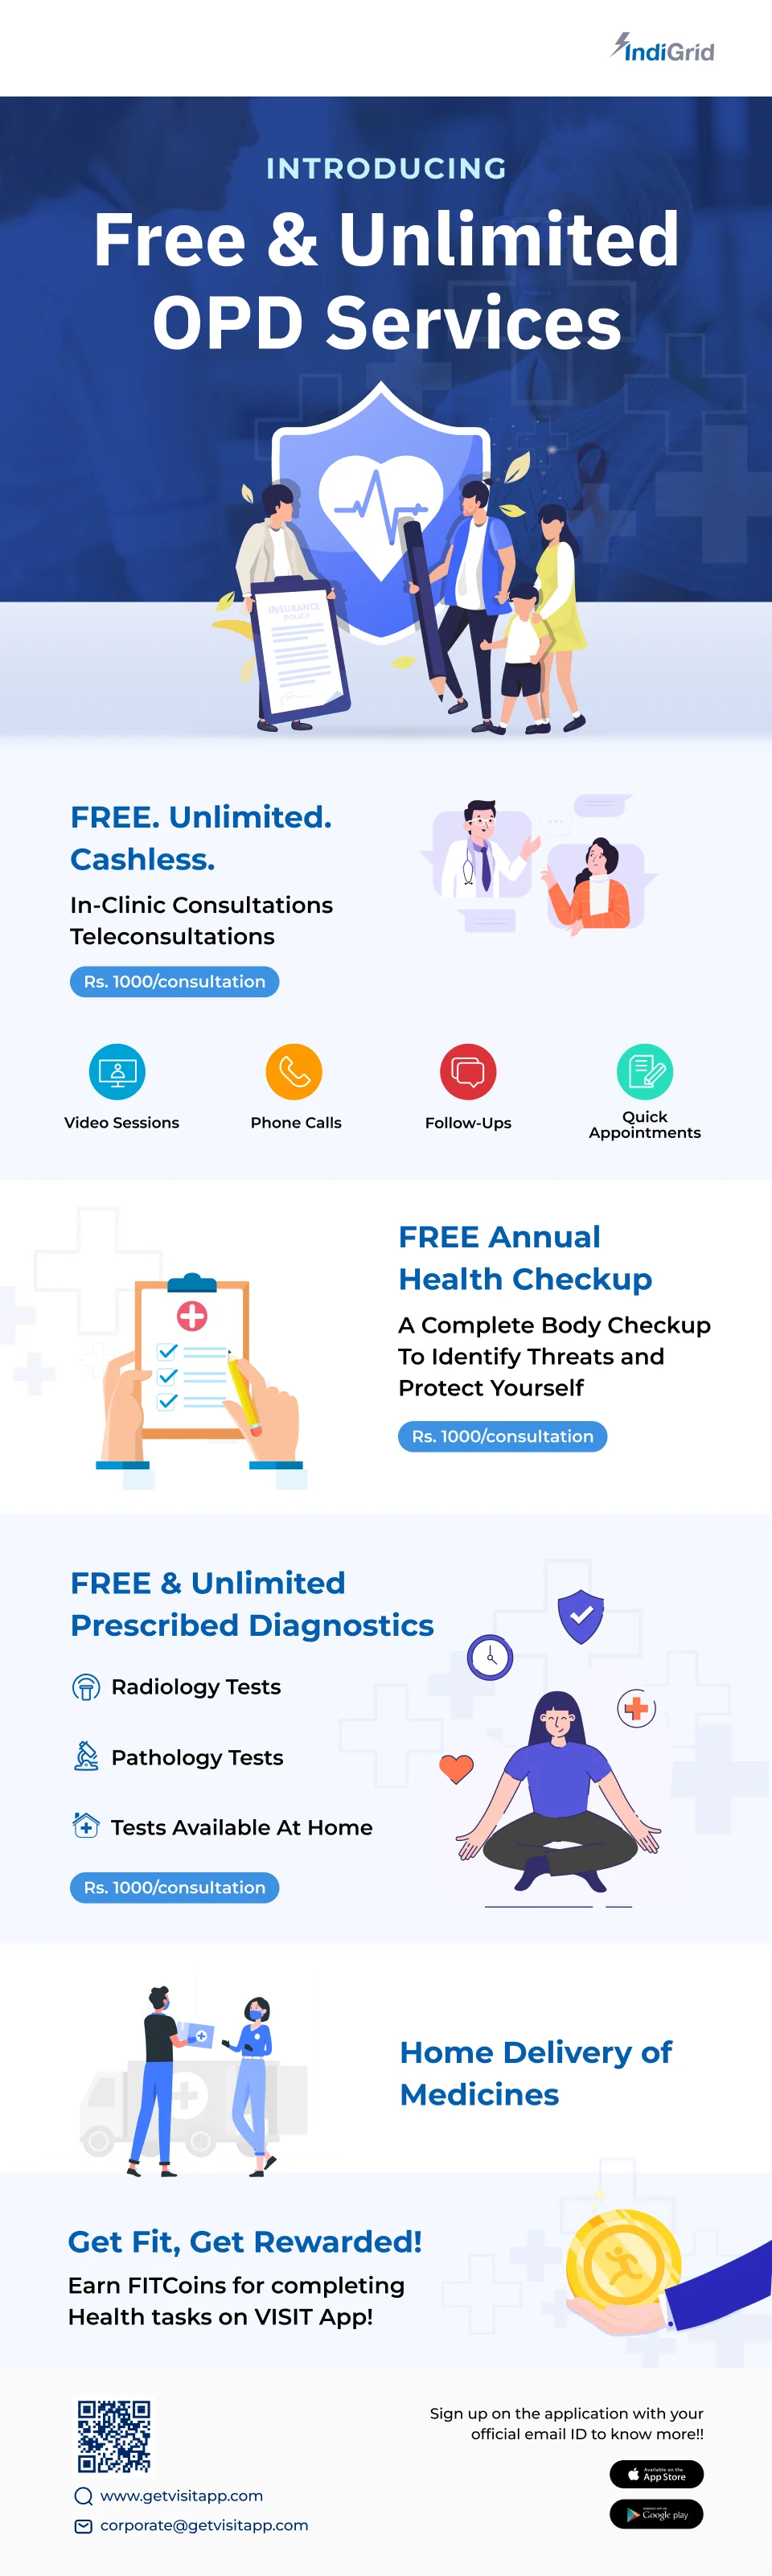 IndiGrid
INTRODUCING
Free & Unlimited
OPD Services
INSURANCE
POLICY
FREE. Unlimited.
Cashless.
In-Clinic Consultations
Teleconsultations
Rs. 1000/consultation
Video Sessions
Phone Calls
Follow-Ups
Quick
Appointments
FREE Annual
Health Checkup
A Complete Body Checkup
To Identify Threats and
Protect Yourself
Rs. 1000/consultation
FREE & Unlimited
Prescribed Diagnostics
Radiology Tests
Pathology Tests
Tests Available At Home
Rs. 1000/consultation
Home Delivery of
Medicines
Get Fit, Get Rewarded!
Earn FITCoins for completing
Health tasks on VISIT App!
Sign up on the application with your
official email ID to know more!!
Available on the
App Store
Google play
www.getvisitapp.com
corporate@getvisitapp.com